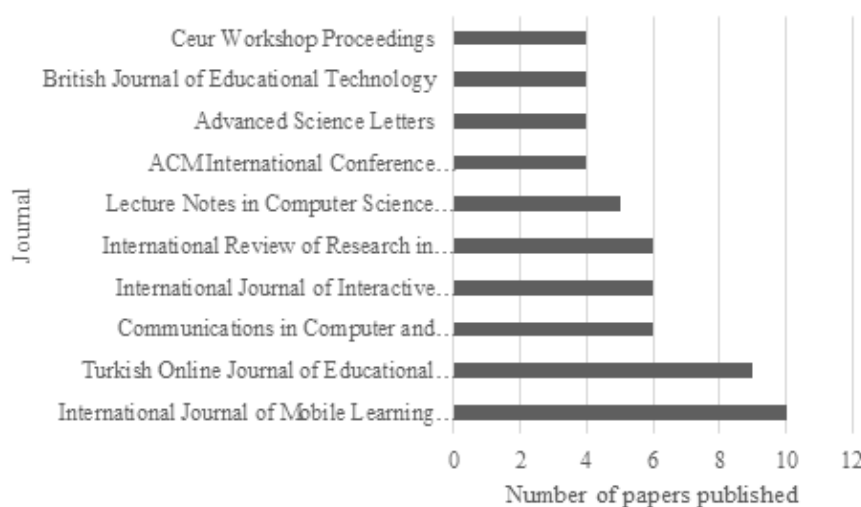 Ceur Workshop Proceedings
British Journal of Educational Technology
Advanced Science Letters
ACM International Conference...
Lecture Notes in Computer Science...
International Review of Research in...
International Journal of Interactive...
Communications in Computer and...
Turkish Online Journal of Educational...
International Journal of Mobile Learning...
Journal
0 2 4 6 8 10 12
Number of papers published